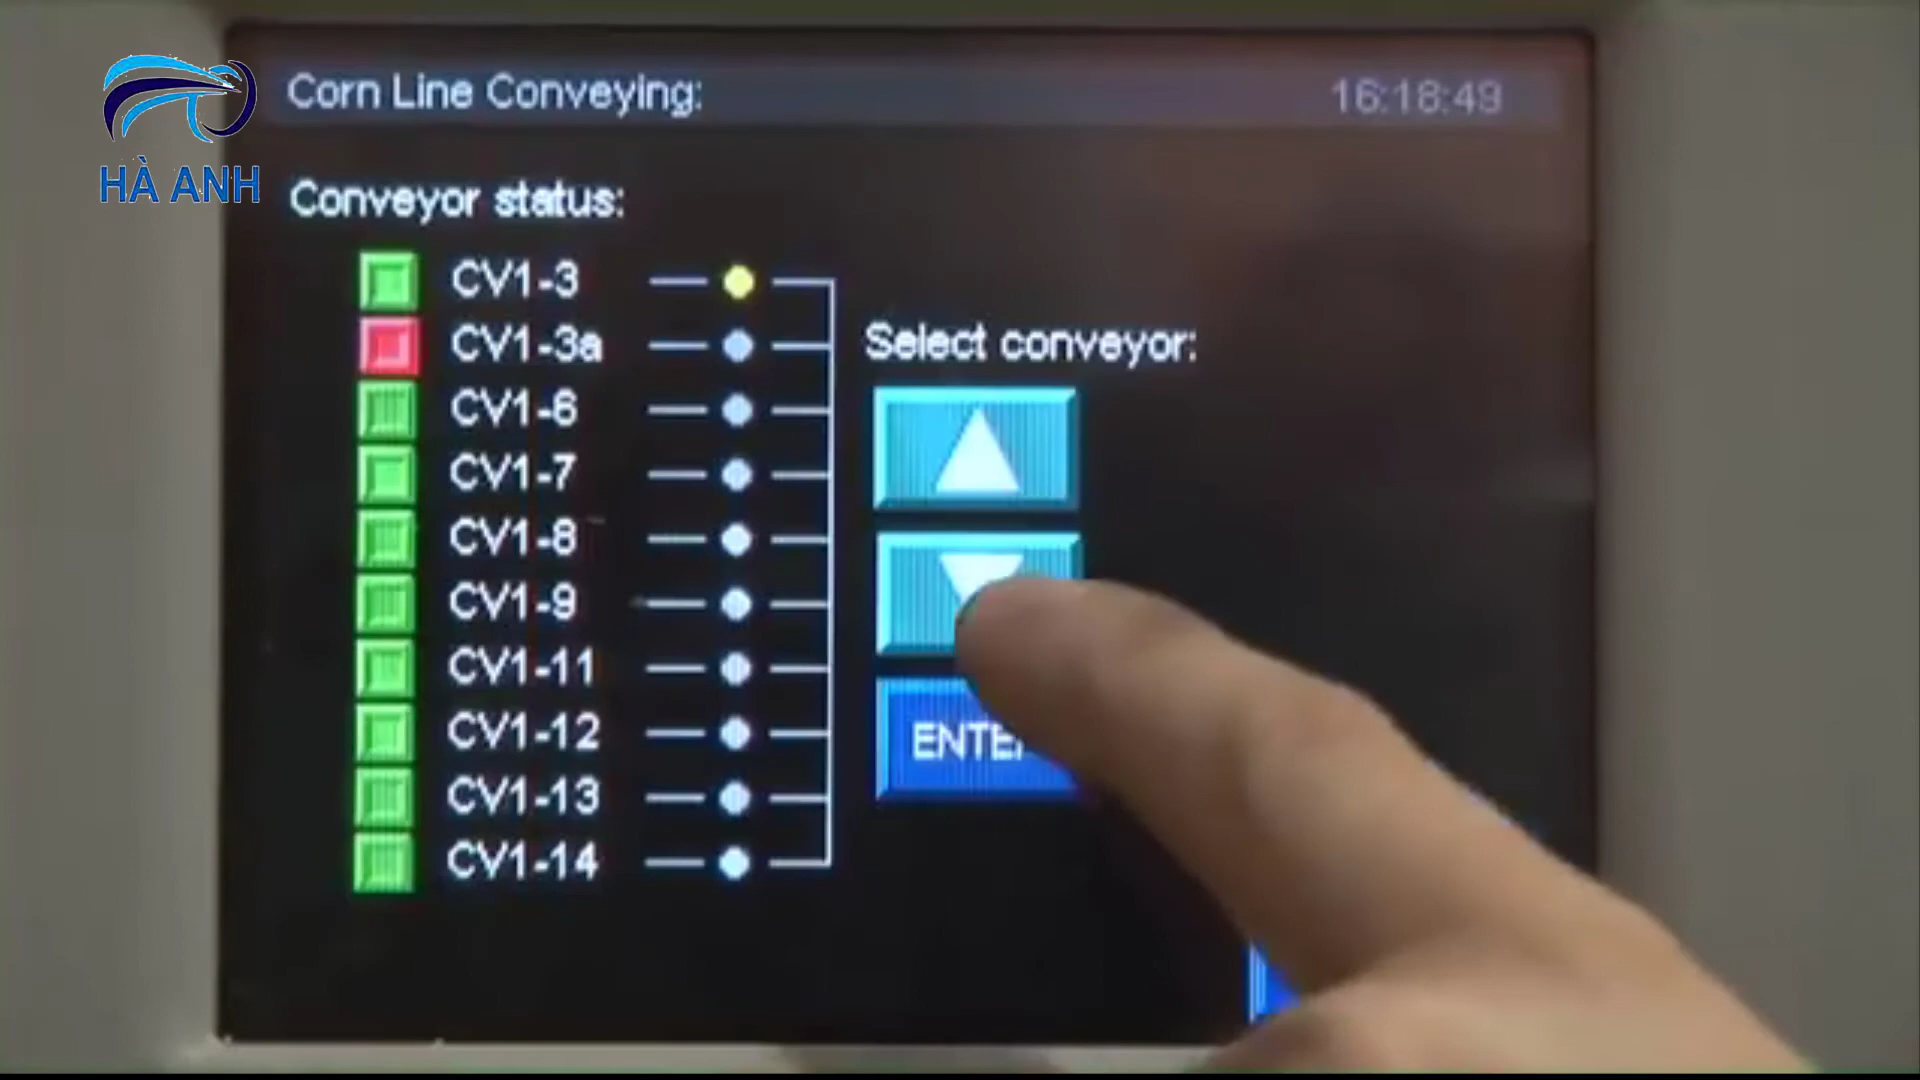 HÀ ANH
Corn Line Conveying:
16:18:49
Conveyor status:
CV1-3
CV1-3a
CV1-6
CV1-7
CV1-8
CV1-9
CV1-11
CV1-12
CV1-13
CV1-14
Select conveyor: